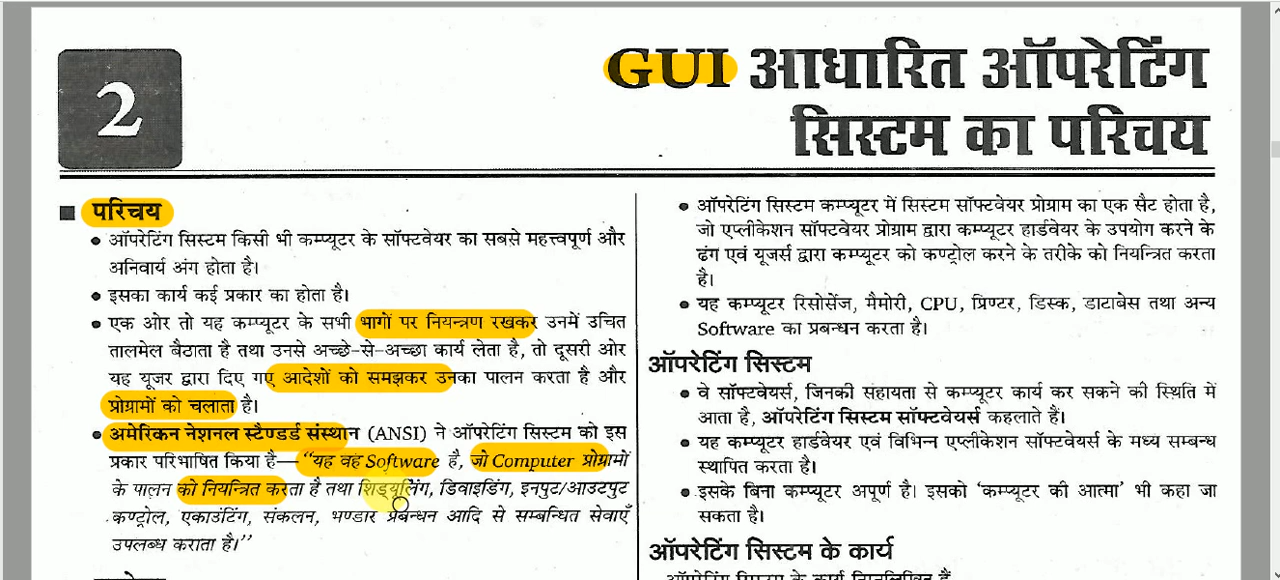 2
GUI आधारित ऑपरेटिंग
सिस्टम का परिचय
परिचय
ऑपरेटिंग सिस्टम किसी भी कम्प्यूटर के सॉफ्टवेयर का सबसे महत्त्वपूर्ण और
अनिवार्य अंग होता है।
इसका कार्य कई प्रकार का होता है।
एक ओर तो यह कम्प्यूटर के सभी भागों पर नियन्त्रण रखकर उनमें उचित
तालमेल बैठाता है तथा उनसे अच्छे-से-अच्छा कार्य लेता है, तो दूसरी ओर
यह यूजर द्वारा दिए गए आदेशों को समझकर उनका पालन करता है और
प्रोग्रामों को चलाता है।
अमेरिकन नेशनल स्टैण्डर्ड संस्थान (ANSI) ने ऑपरेटिंग सिस्टम को इस
प्रकार परिभाषित किया है— “यह वह Software है, जो Computer प्रोग्रामों
के पालन को नियन्त्रित करता है तथा शिड्यूलिंग, डिवाइडिंग, इनपुट/आउटपुट
कण्ट्रोल, एकाउंटिंग, संकलन, भण्डार प्रबन्धन आदि से सम्बन्धित सेवाएँ
उपलब्ध कराता है।”
ऑपरेटिंग सिस्टम कम्प्यूटर में सिस्टम सॉफ्टवेयर प्रोग्राम का एक सैट होता है,
जो एप्लीकेशन सॉफ्टवेयर प्रोग्राम द्वारा कम्प्यूटर हार्डवेयर के उपयोग करने के
ढंग एवं यूजर्स द्वारा कम्प्यूटर को कण्ट्रोल करने के तरीके को नियन्त्रित करता
है।
यह कम्प्यूटर रिसोर्सेज, मैमोरी, CPU, प्रिण्टर, डिस्क, डाटाबेस तथा अन्य
Software का प्रबन्धन करता है।
ऑपरेटिंग सिस्टम
वे सॉफ्टवेयर्स, जिनकी सहायता से कम्प्यूटर कार्य कर सकने की स्थिति में
आता है, ऑपरेटिंग सिस्टम सॉफ्टवेयर्स कहलाते हैं।
यह कम्प्यूटर हार्डवेयर एवं विभिन्न एप्लीकेशन सॉफ्टवेयर्स के मध्य सम्बन्ध
स्थापित करता है।
इसके बिना कम्प्यूटर अपूर्ण है। इसको ‘कम्प्यूटर की आत्मा’ भी कहा जा
सकता है।
ऑपरेटिंग सिस्टम के कार्य